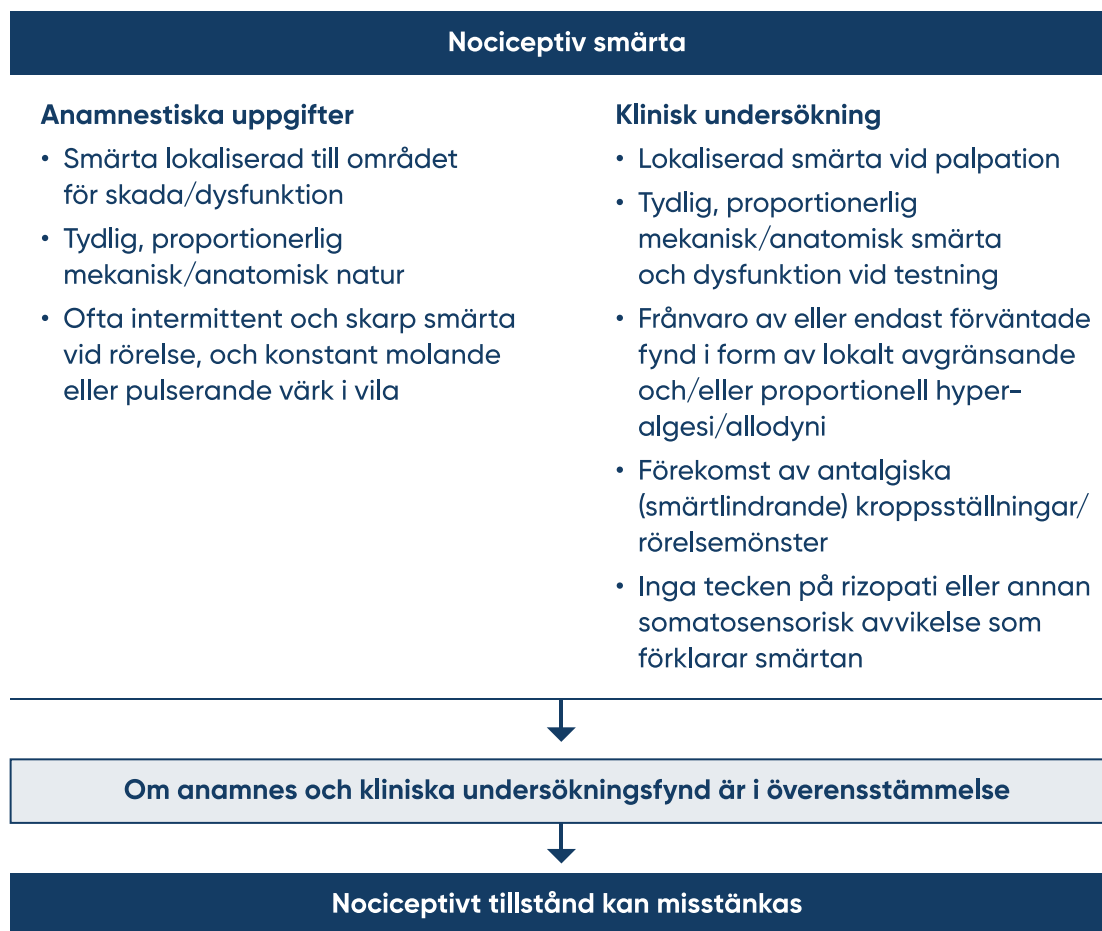 Nociceptiv smärta
Anamnestiska uppgifter
• Smärta lokaliserad till området
för skada/dysfunktion
• Tydlig, proportionerlig
mekanisk/anatomisk natur
• Ofta intermittent och skarp smärta
vid rörelse, och konstant molande
eller pulserande värk i vila
Klinisk undersökning
• Lokaliserad smärta vid palpation
• Tydlig, proportionerlig
mekanisk/anatomisk smärta
och dysfunktion vid testning
• Frånvaro av eller endast förväntade
fynd i form av lokalt avgränsande
och/eller proportionell hyper-
algesi/allodyni
• Förekomst av antalgiska
(smärtlindrande) kroppsställningar/
rörelsemönster
• Inga tecken på rizopati eller annan
somatosensorisk avvikelse som
förklarar smärtan
Om anamnes och kliniska undersökningsfynd är i överensstämmelse
Nociceptivt tillstånd kan misstänkas